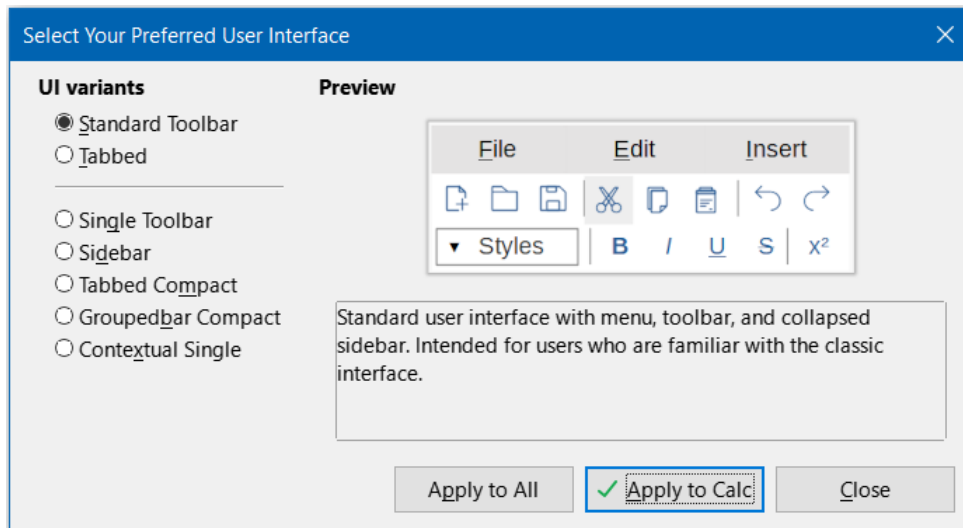 Select Your Preferred User Interface
UI variants
Standard Toolbar
Tabbed
Single Toolbar
Sidebar
Tabbed Compact
Groupedbar Compact
Contextual Single
Preview
File Edit Insert
Styles B I U S x²
Standard user interface with menu, toolbar, and collapsed
sidebar. Intended for users who are familiar with the classic
interface.
Apply to All Apply to Calc Close